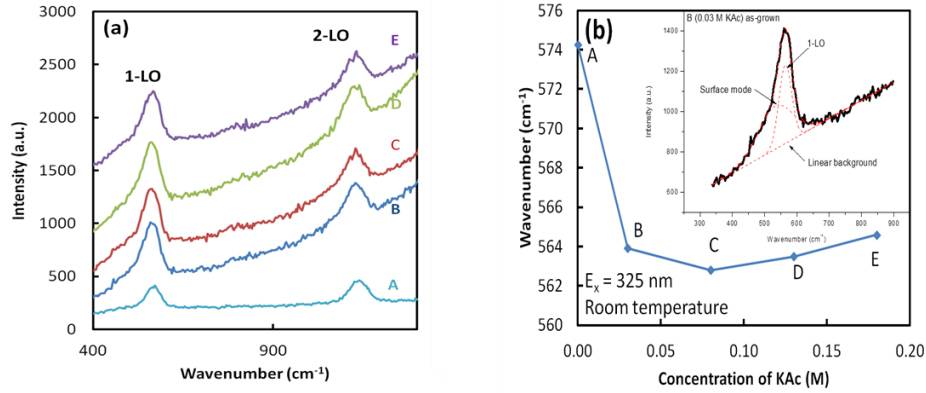 (a)
2-LO
E
1-LO
D
C
B
A
3000
2500
2000
1500
1000
500
0
Intensity (a.u.)
400
900
Wavenumber (cm-1)
(b)
576
574
572
570
568
566
564
562
560
Wavenumber (cm-1)
A
B
C
D
E
Ex = 325 nm
Room temperature
0.00
0.05
0.10
0.15
0.20
Concentration of KAc (M)
B (0.03 M KAc) as-grown
1400
1200
1000
800
600
Intensity (a.u.)
1-LO
Surface mode
Linear background
300
400
500
600
700
800
900
Wavenumber (cm-1)